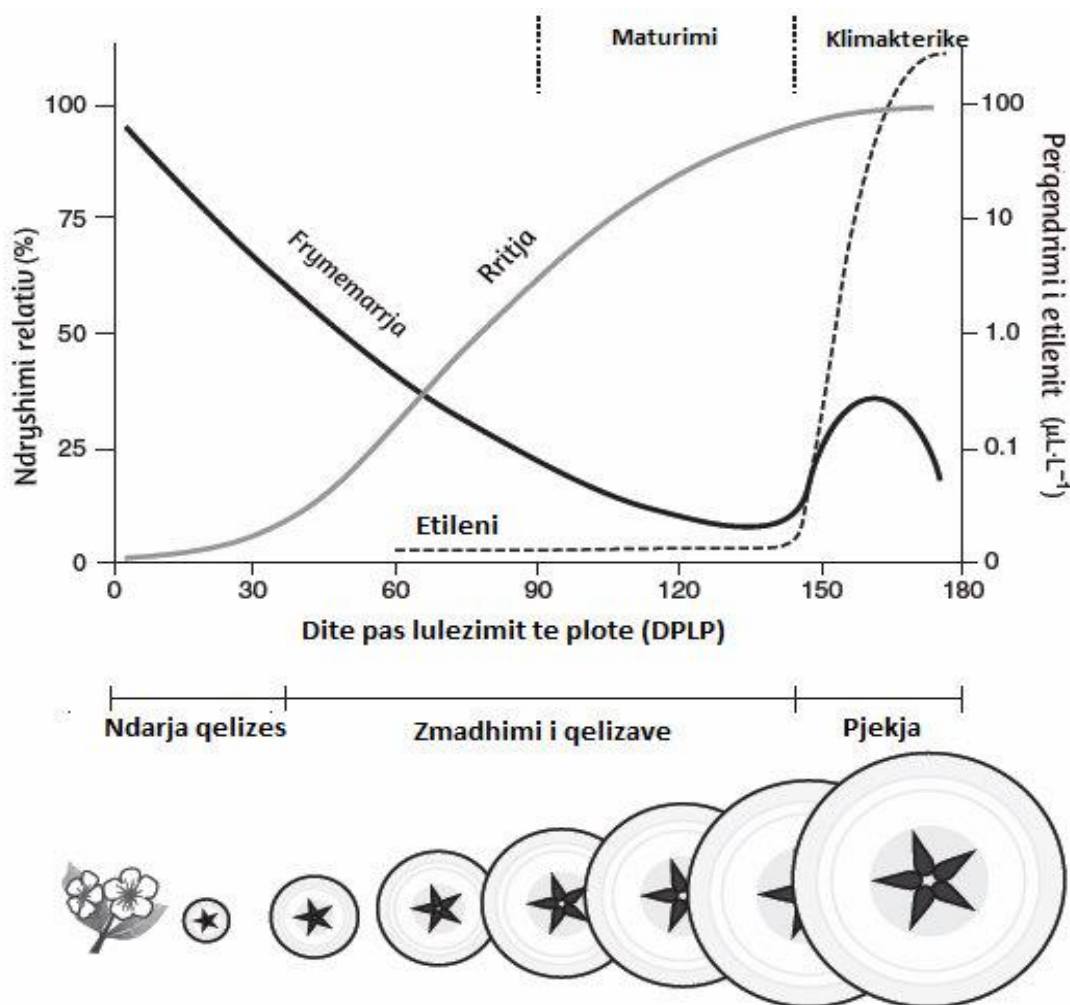 Maturimi
Klimakterike
Ndryshimi relativ (%)
100
75
50
25
0
Frymemarrja
Rritja
Etileni
100
10
1.0
0.1
0
Perqendrimi i etilenit (µL·L⁻¹)
0 30 60 90 120 150 180
Dite pas lulezimit te plote (DPLP)
Ndarja qelizes
Zmadhimi i qelizave
Pjekja